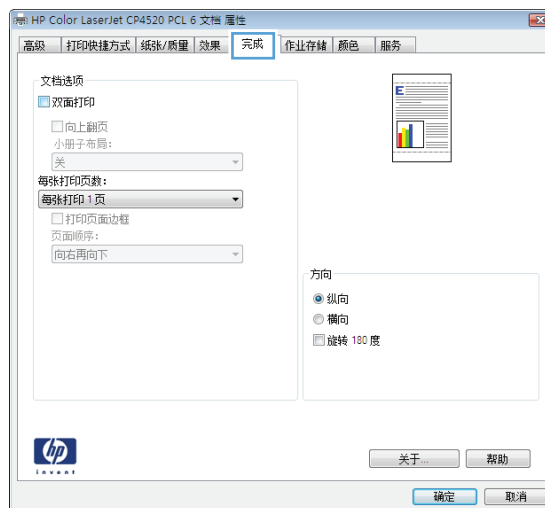 HP Color LaserJet CP4520 PCL 6 文档 属性
高级 打印快捷方式 纸张/质量 效果 完成 作业存储 颜色 服务
文档选项
双面打印
向上翻页
小册子布局:
关
每张打印页数:
每张打印 1 页
打印页面边框
页面顺序:
向右再向下
E
方向
纵向
横向
旋转 180 度
hp
invent
关于...
帮助
确定
取消